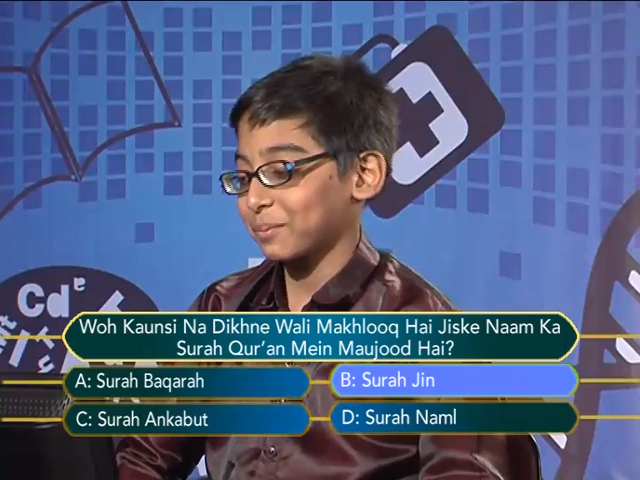 Woh Kaunsi Na Dikhne Wali Makhlooq Hai Jiske Naam Ka
Surah Qur'an Mein Maujood Hai?
A: Surah Baqarah
B: Surah Jin
C: Surah Ankabut
D: Surah Naml